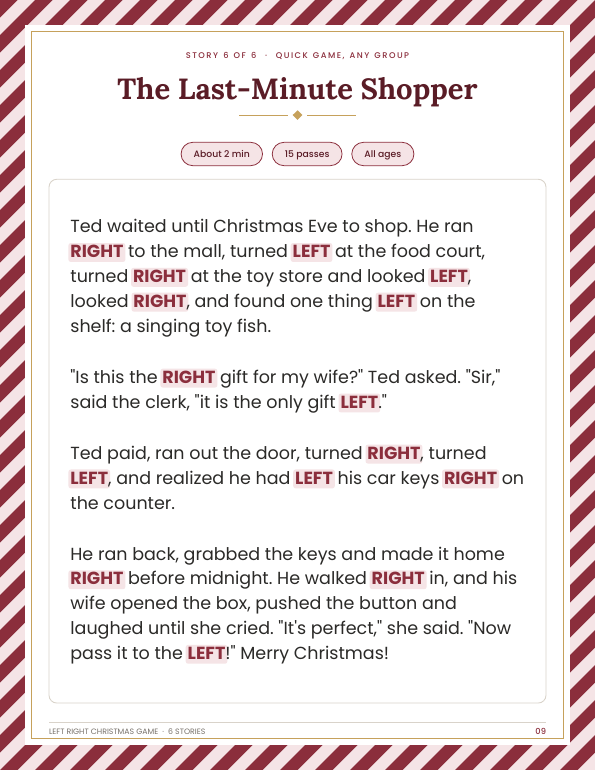 STORY 6 OF 6 · QUICK GAME, ANY GROUP
The Last-Minute Shopper
About 2 min
15 passes
All ages
Ted waited until Christmas Eve to shop. He ran
RIGHT to the mall, turned LEFT at the food court,
turned RIGHT at the toy store and looked LEFT,
looked RIGHT, and found one thing LEFT on the
shelf: a singing toy fish.
"Is this the RIGHT gift for my wife?" Ted asked. "Sir,"
said the clerk, "it is the only gift LEFT."
Ted paid, ran out the door, turned RIGHT, turned
LEFT, and realized he had LEFT his car keys RIGHT on
the counter.
He ran back, grabbed the keys and made it home
RIGHT before midnight. He walked RIGHT in, and his
wife opened the box, pushed the button and
laughed until she cried. "It's perfect," she said. "Now
pass it to the LEFT!" Merry Christmas!
LEFT RIGHT CHRISTMAS GAME · 6 STORIES
09